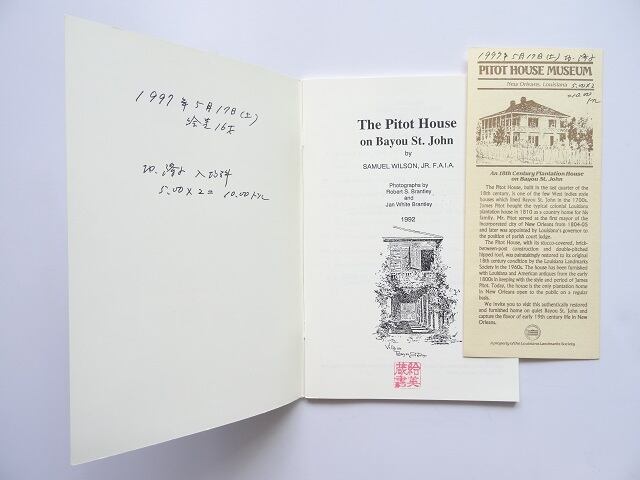 1997年5月17日(土)
5.00×2= 10.00ドル
The Pitot House
on Bayou St. John
by
SAMUEL WILSON, JR. F.A.I.A.
Photographs by
Robert S. Brantley
and
Jan White Brantley
1992
1997年5月17日(土)
PITOT HOUSE MUSEUM
New Orleans, Louisiana
5.00×2
=10.00
ドル
An 18th Century Plantation House
on Bayou St. John
The Pitot House, built in the last quarter of the
18th century, is one of the few West Indies style
houses which lined Bayou St. John in the 1700s.
James Pitot bought the typical colonial Louisiana
plantation house in 1810 as a country home for his
family. Mr. Pitot served as the first mayor of the
incorporated city of New Orleans from 1804-05
and later was appointed by Louisiana's governor to
the position of parish court judge.
The Pitot House, with its stucco-covered, brick-
between-post construction and double-pitched
hipped roof, was painstakingly restored to its original
18th century condition by the Louisiana Landmarks
Society in the 1960s. The house has been furnished
with Louisiana and American antiques from the early
1800s in keeping with the style and period of James
Pitot. Today, the house is the only plantation home
in New Orleans open to the public on a regular
basis.
We invite you to visit this authentically restored
and furnished home on quiet Bayou St. John and
capture the flavor of early 19th century life in New
Orleans.
A property of the Louisiana Landmarks Society